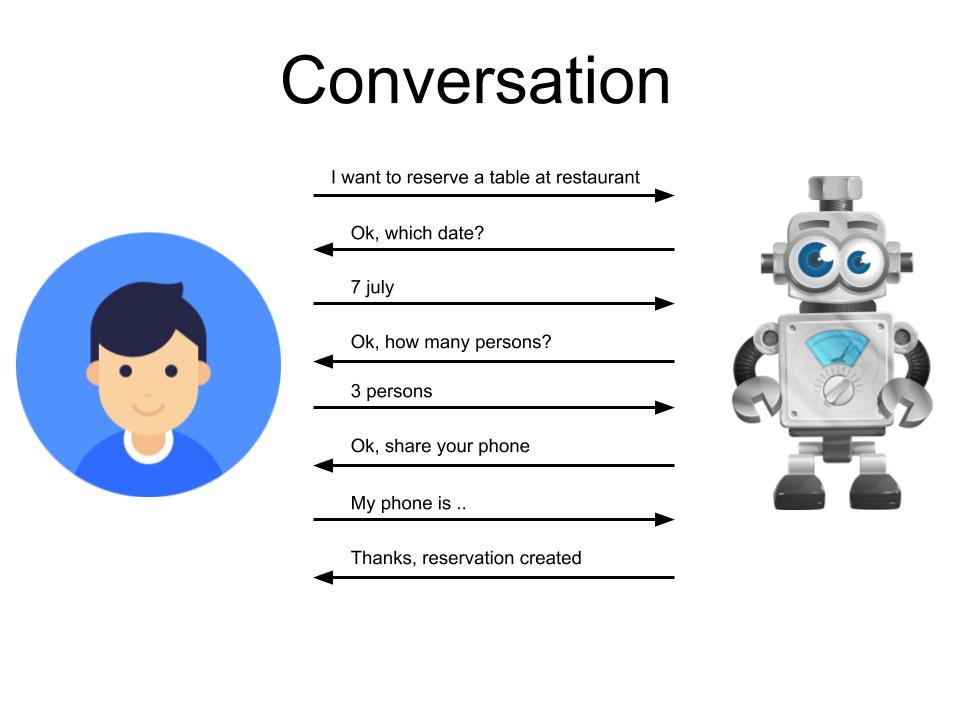 Conversation
I want to reserve a table at restaurant
Ok, which date?
7 july
Ok, how many persons?
3 persons
Ok, share your phone
My phone is ..
Thanks, reservation created